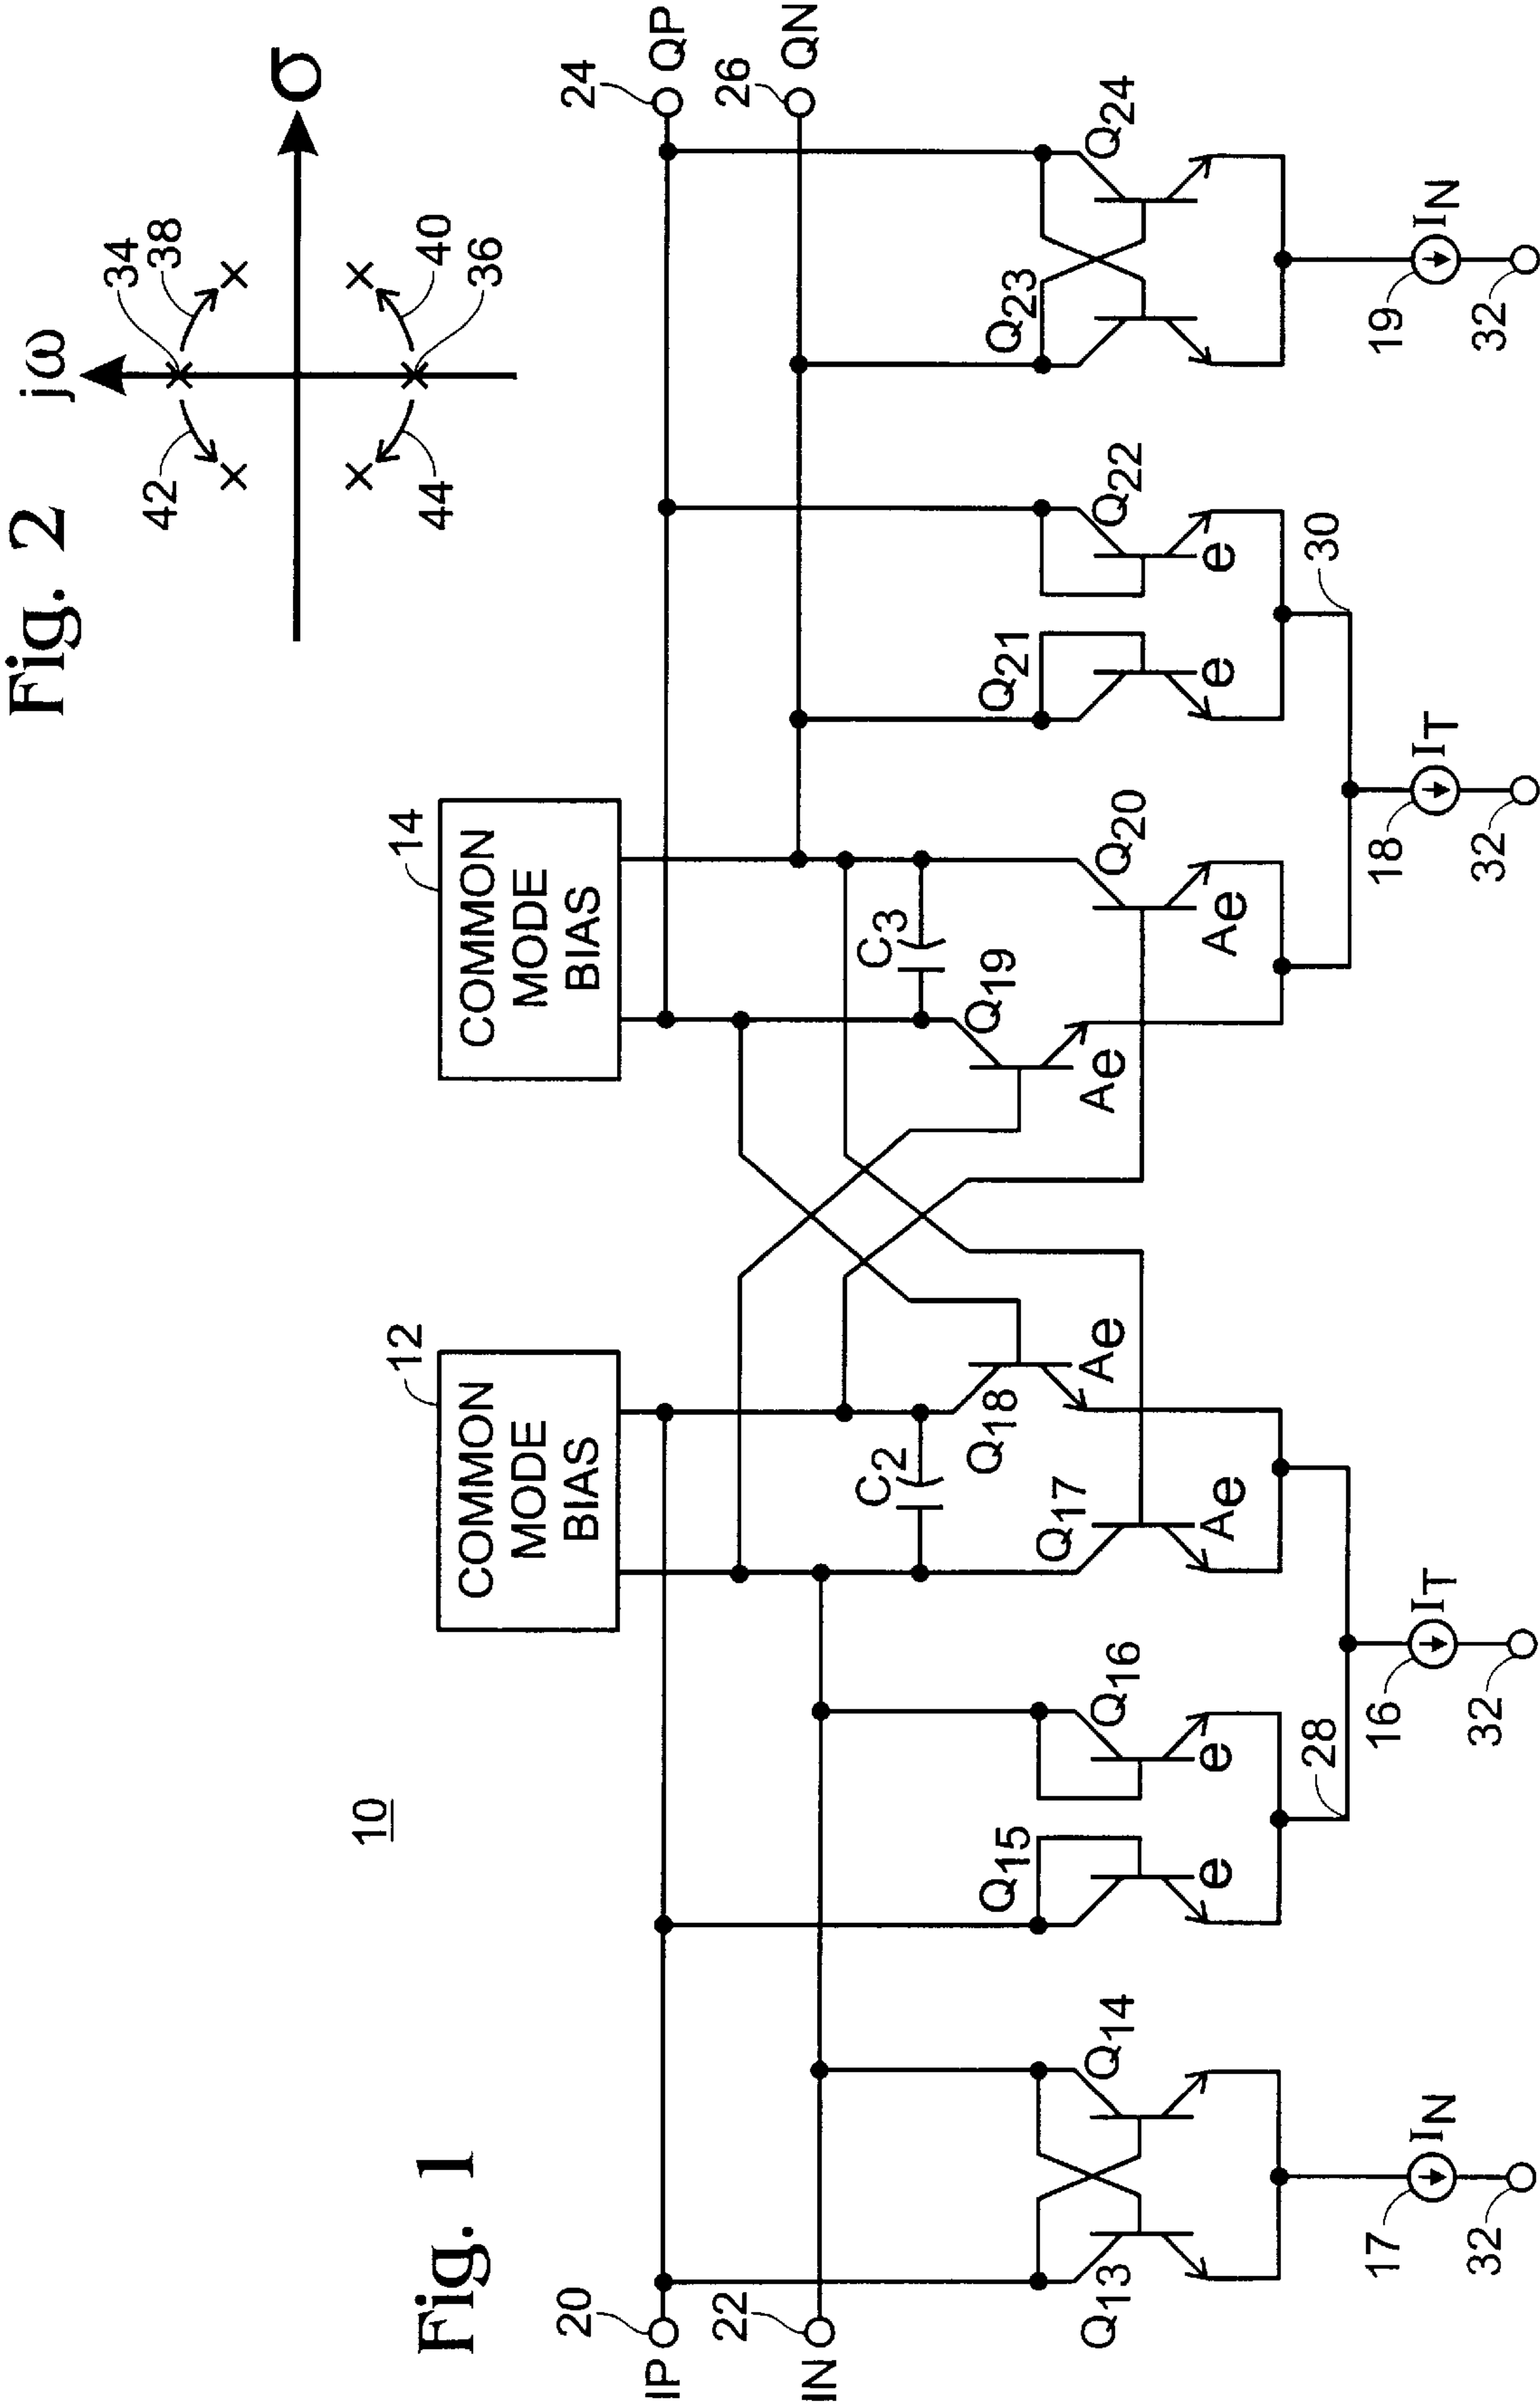 Fig. 1
10
COMMON
MODE
BIAS
12
COMMON
MODE
BIAS
14
20
IP
22
IN
24
QP
26
QN
C2
C3
Q13
Q14
Q15
e
Q16
e
Q17
Ae
Q18
Ae
Q19
Ae
Q20
Ae
Q21
e
Q22
e
Q23
Q24
28
30
17
IN
32
16
IT
32
18
IT
32
19
IN
32
Fig. 2
jω
σ
34
38
42
40
36
44